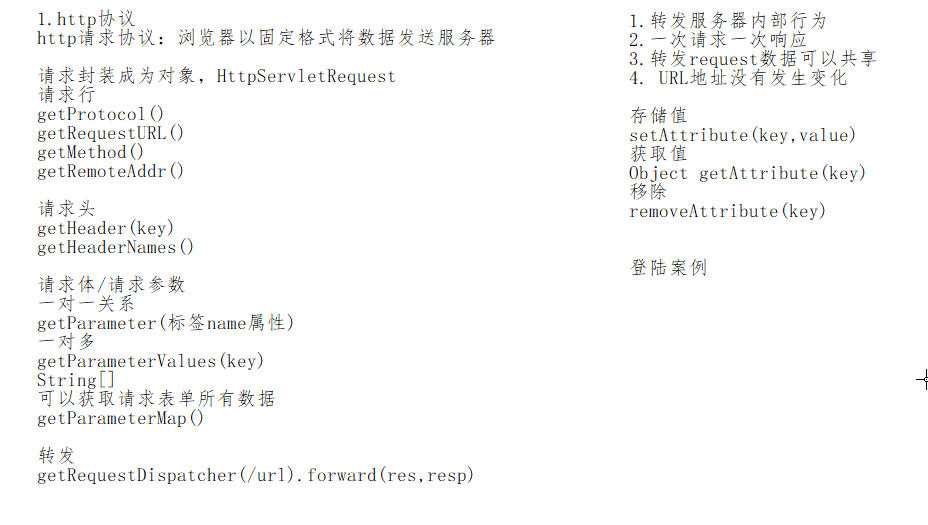 1.http协议
http请求协议：浏览器以固定格式将数据发送服务器
请求封装成为对象，HttpServletRequest
请求行
getProtocol()
getRequestURL()
getMethod()
getRemoteAddr()
请求头
getHeader(key)
getHeaderNames()
请求体/请求参数
一对一关系
getParameter(标签name属性)
一对多
getParameterValues(key)
String[]
可以获取请求表单所有数据
getParameterMap()
转发
getRequestDispatcher(/url).forward(res,resp)
1.转发服务器内部行为
2.一次请求一次响应
3.转发request数据可以共享
4. URL地址没有发生变化
存储值
setAttribute(key,value)
获取值
Object getAttribute(key)
移除
removeAttribute(key)
登陆案例